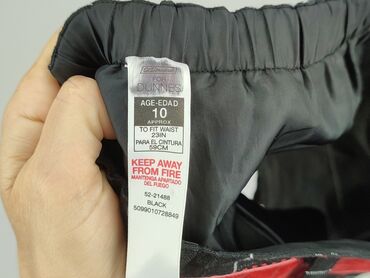 FOR
DUNNES
AGE-EDAD
10
APPROX
TO FIT WAIST
23IN
PARA EL CINTURA
59CM
KEEP AWAY
FROM FIRE
MANTENGA APARTADO
DEL FUEGO
52-21488
BLACK
5099010728849